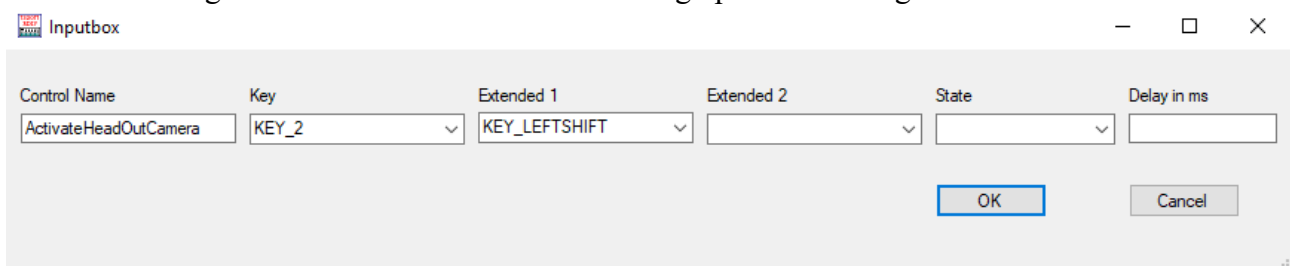 Inputbox
Control Name Key Extended 1 Extended 2 State Delay in ms
ActivateHeadOutCamera KEY_2 KEY_LEFTSHIFT
OK Cancel